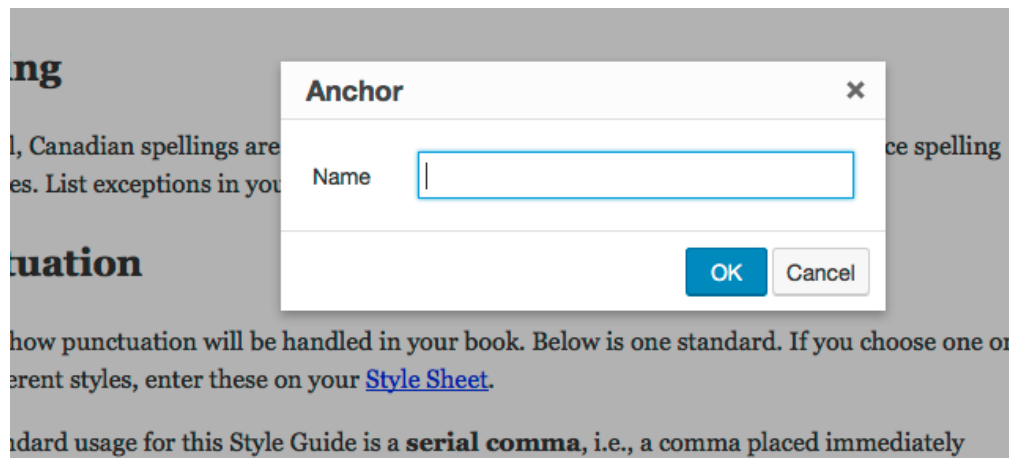 ng
Anchor ×
l, Canadian spellings are ce spelling
Name
es. List exceptions in you
tuation
OK Cancel
how punctuation will be handled in your book. Below is one standard. If you choose one or
erent styles, enter these on your Style Sheet.
ndard usage for this Style Guide is a serial comma, i.e., a comma placed immediately